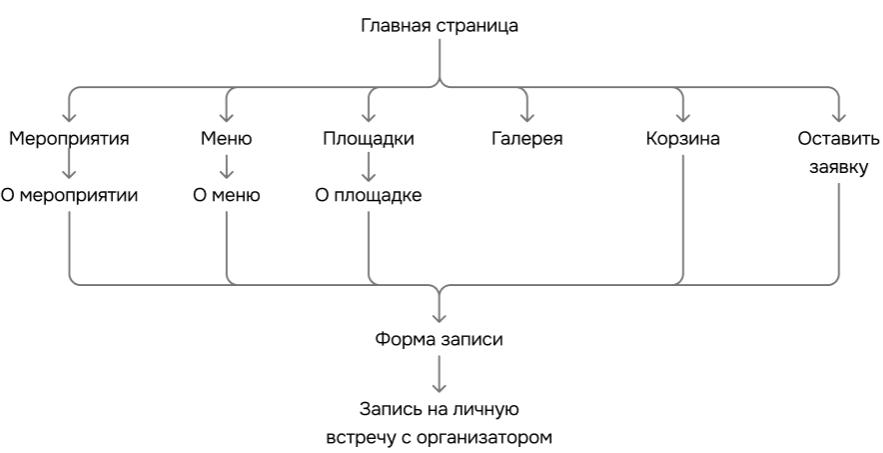 Главная страница
Мероприятия
Меню
Площадки
Галерея
Корзина
Оставить
заявку
О мероприятии
О меню
О площадке
Форма записи
Запись на личную
встречу с организатором